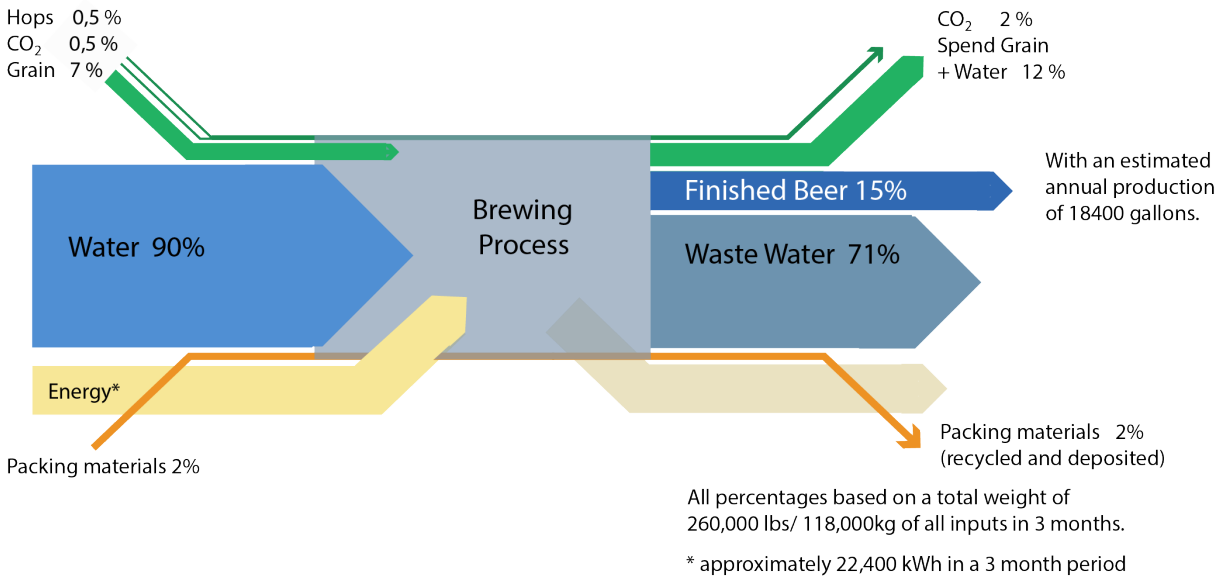 Hops 0,5 %
CO₂ 0,5 %
Grain 7 %
CO₂ 2 %
Spend Grain
+ Water 12 %
With an estimated
annual production
of 18400 gallons.
Finished Beer 15%
Brewing
Process
Water 90%
Waste Water 71%
Energy*
Packing materials 2%
Packing materials 2%
(recycled and deposited)
All percentages based on a total weight of
260,000 lbs/ 118,000kg of all inputs in 3 months.
* approximately 22,400 kWh in a 3 month period